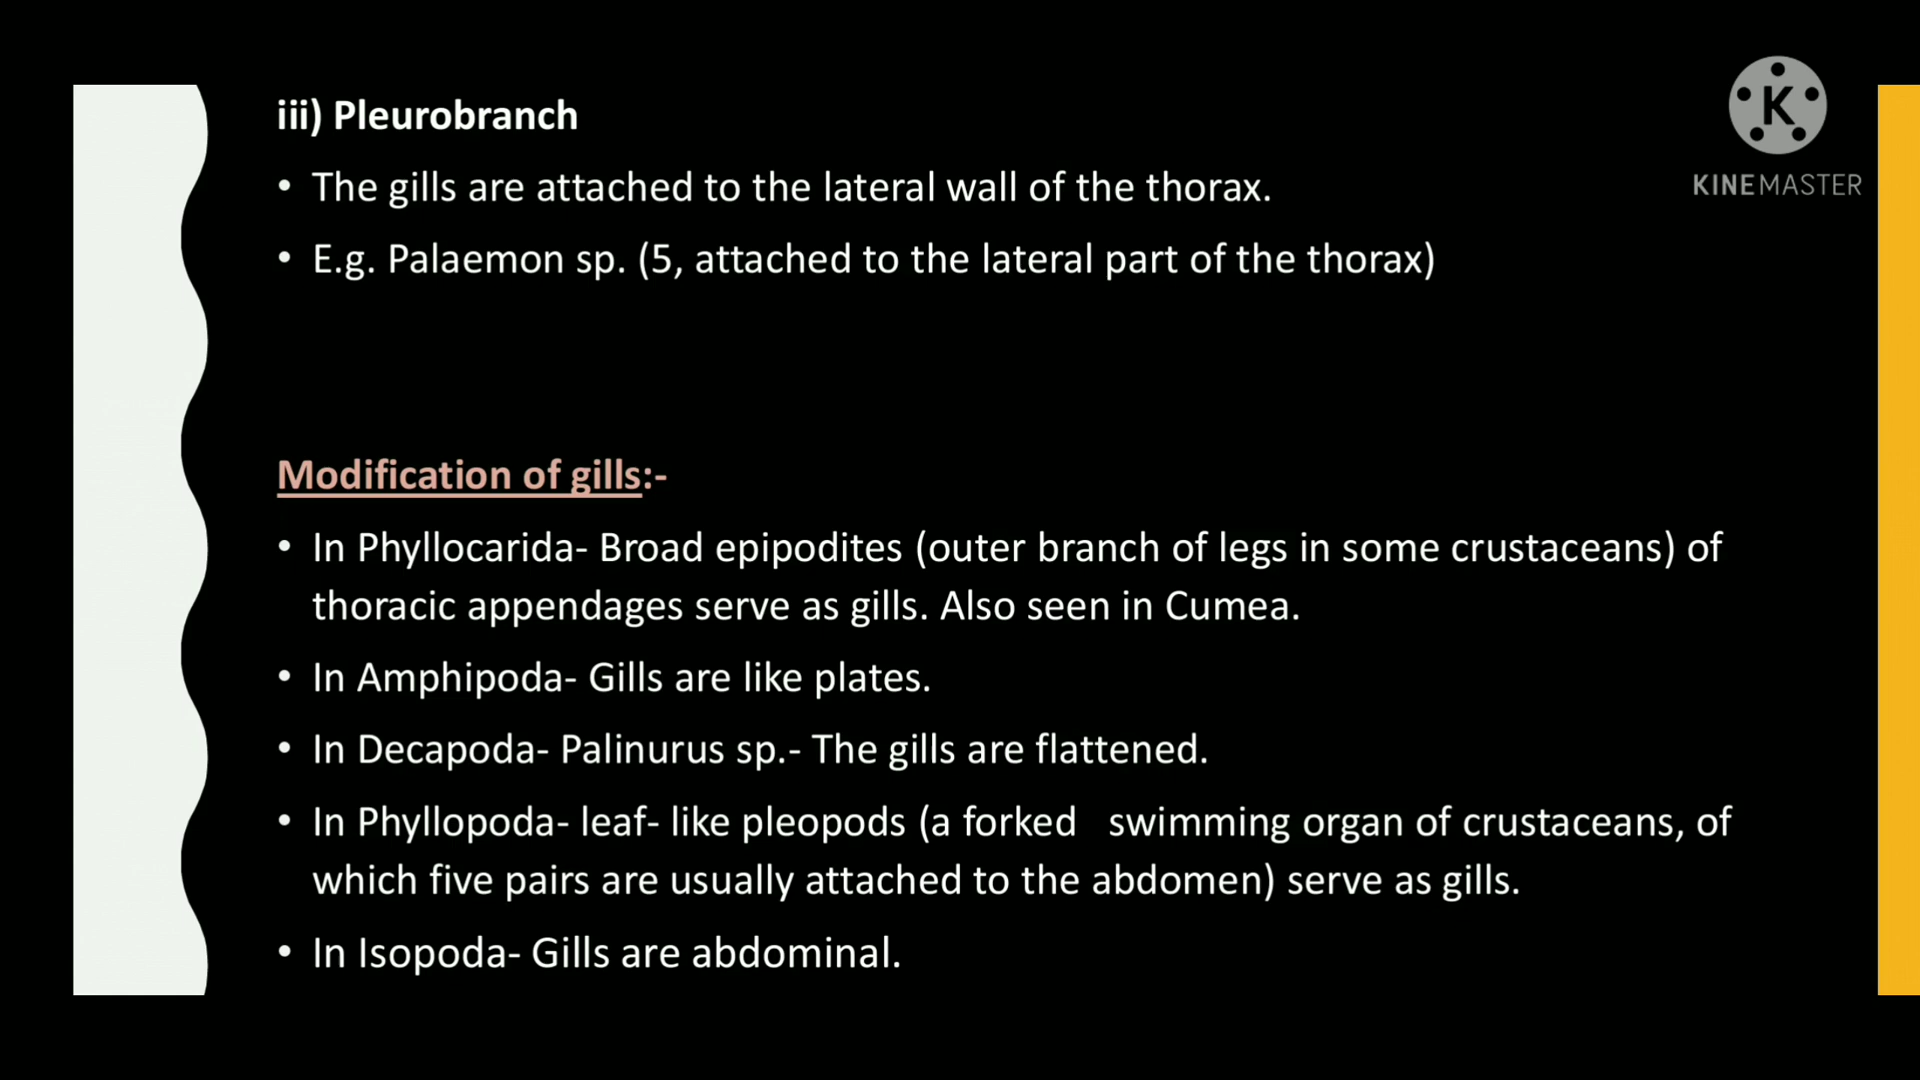 iii) Pleurobranch
K
KINEMASTER
• The gills are attached to the lateral wall of the thorax.
• E.g. Palaemon sp. (5, attached to the lateral part of the thorax)
Modification of gills:-
• In Phyllocarida- Broad epipodites (outer branch of legs in some crustaceans) of
thoracic appendages serve as gills. Also seen in Cumea.
• In Amphipoda- Gills are like plates.
• In Decapoda- Palinurus sp.- The gills are flattened.
• In Phyllopoda- leaf- like pleopods (a forked   swimming organ of crustaceans, of
which five pairs are usually attached to the abdomen) serve as gills.
• In Isopoda- Gills are abdominal.